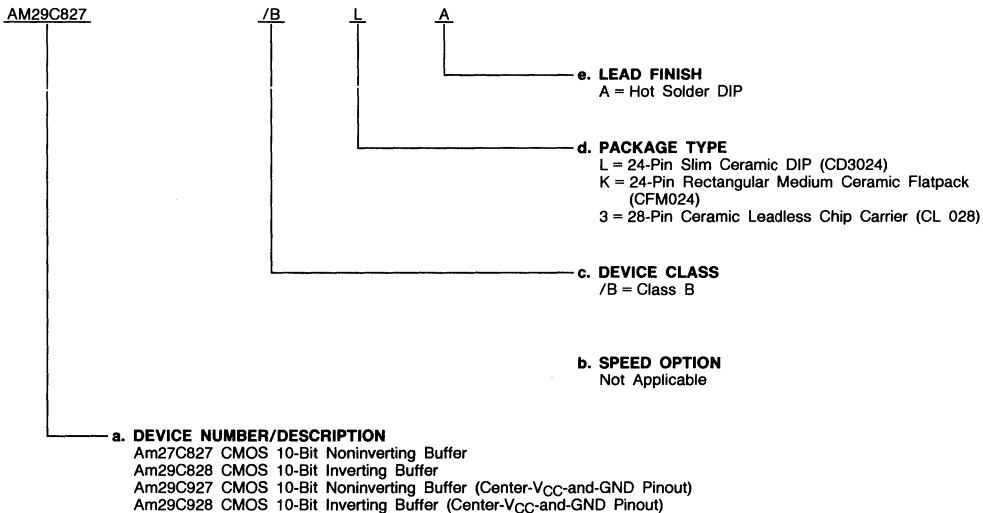 AM29C827 /B L A
e. LEAD FINISH
A = Hot Solder DIP
d. PACKAGE TYPE
L = 24-Pin Slim Ceramic DIP (CD3024)
K = 24-Pin Rectangular Medium Ceramic Flatpack
(CFM024)
3 = 28-Pin Ceramic Leadless Chip Carrier (CL 028)
c. DEVICE CLASS
/B = Class B
b. SPEED OPTION
Not Applicable
a. DEVICE NUMBER/DESCRIPTION
Am27C827 CMOS 10-Bit Noninverting Buffer
Am29C828 CMOS 10-Bit Inverting Buffer
Am29C927 CMOS 10-Bit Noninverting Buffer (Center-VCC-and-GND Pinout)
Am29C928 CMOS 10-Bit Inverting Buffer (Center-VCC-and-GND Pinout)